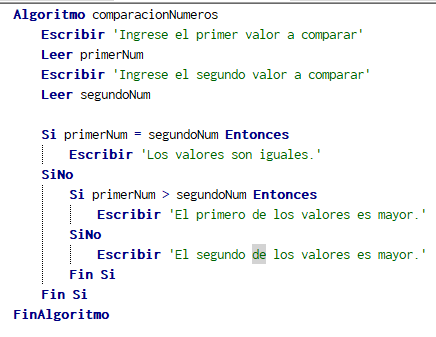 Algoritmo comparacionNumeros
Escribir 'Ingrese el primer valor a comparar'
Leer primerNum
Escribir 'Ingrese el segundo valor a comparar'
Leer segundoNum
Si primerNum = segundoNum Entonces
Escribir 'Los valores son iguales.'
SiNo
Si primerNum > segundoNum Entonces
Escribir 'El primero de los valores es mayor.'
SiNo
Escribir 'El segundo de los valores es mayor.'
Fin Si
Fin Si
FinAlgoritmo